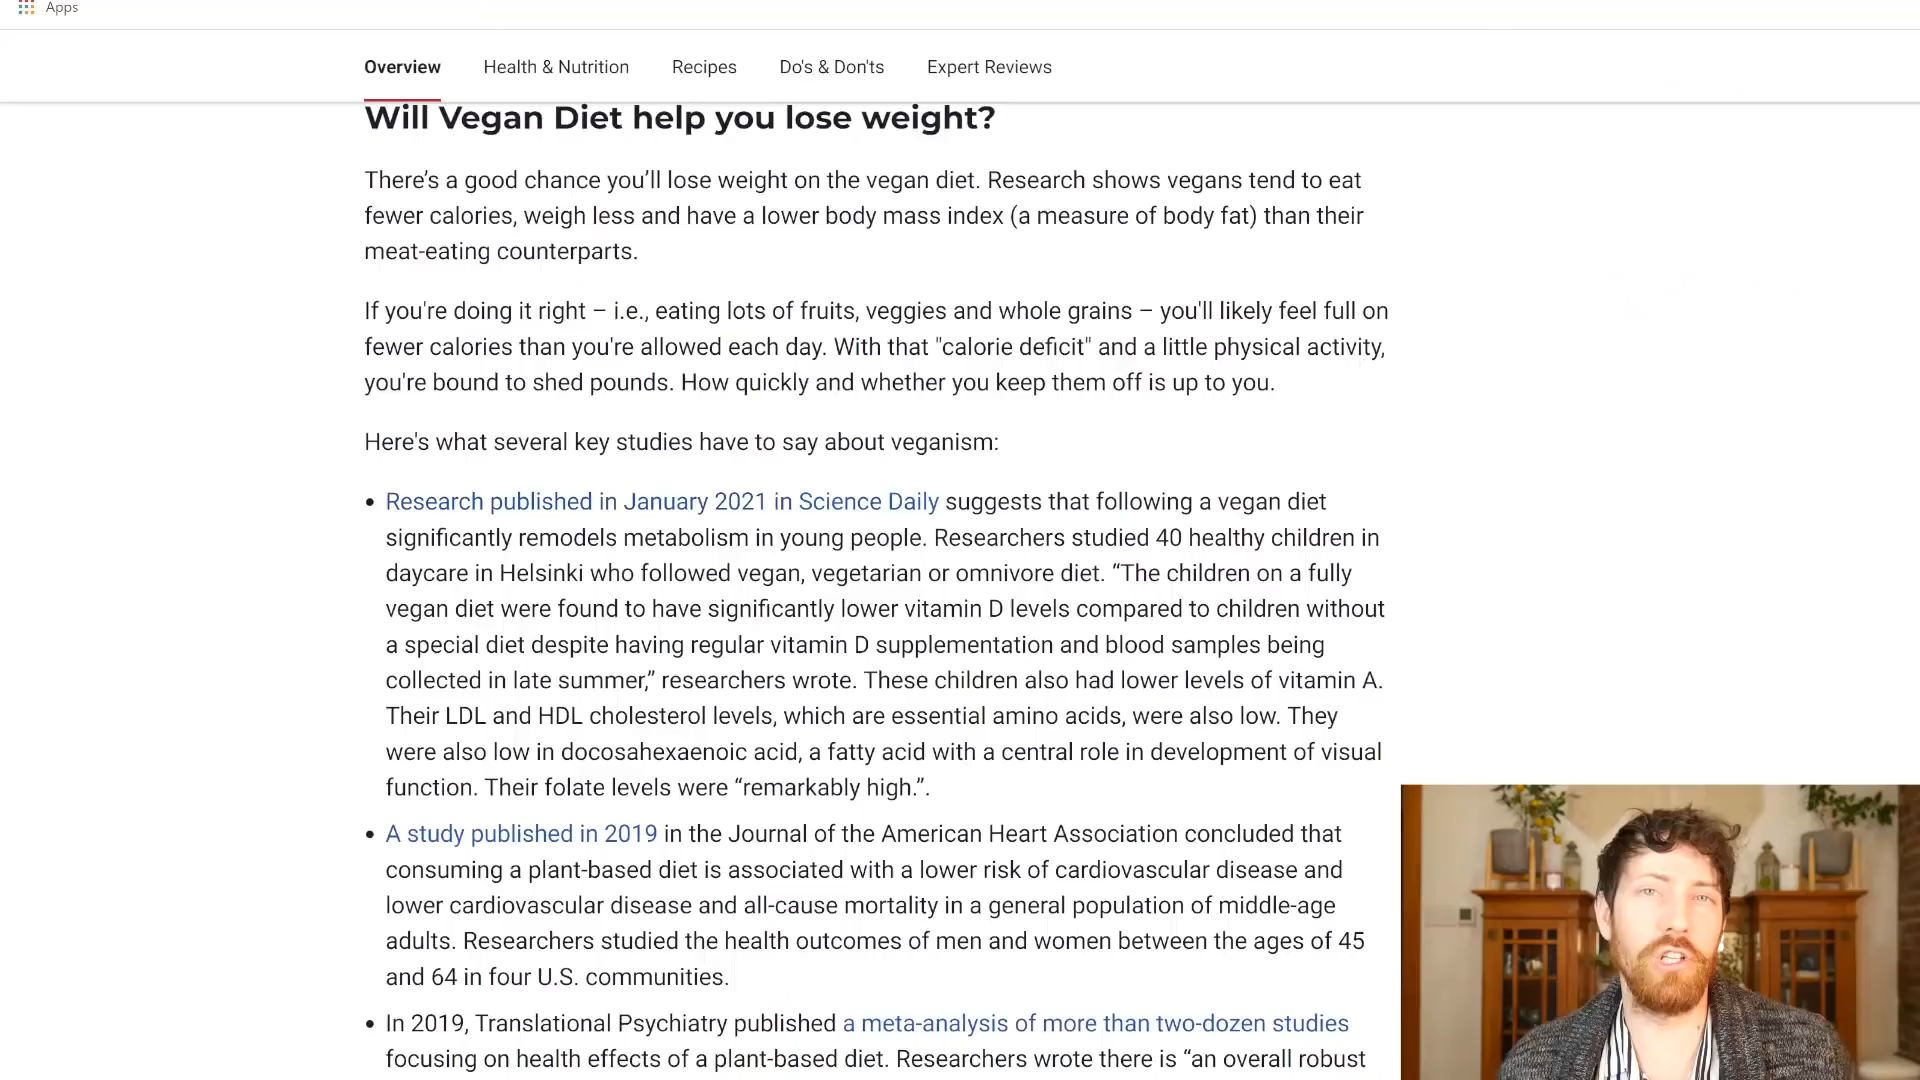 Apps
Overview Health & Nutrition Recipes Do's & Don'ts Expert Reviews
Will Vegan Diet help you lose weight?
There’s a good chance you’ll lose weight on the vegan diet. Research shows vegans tend to eat
fewer calories, weigh less and have a lower body mass index (a measure of body fat) than their
meat-eating counterparts.
If you're doing it right – i.e., eating lots of fruits, veggies and whole grains – you'll likely feel full on
fewer calories than you're allowed each day. With that "calorie deficit" and a little physical activity,
you're bound to shed pounds. How quickly and whether you keep them off is up to you.
Here's what several key studies have to say about veganism:
• Research published in January 2021 in Science Daily suggests that following a vegan diet
significantly remodels metabolism in young people. Researchers studied 40 healthy children in
daycare in Helsinki who followed vegan, vegetarian or omnivore diet. “The children on a fully
vegan diet were found to have significantly lower vitamin D levels compared to children without
a special diet despite having regular vitamin D supplementation and blood samples being
collected in late summer,” researchers wrote. These children also had lower levels of vitamin A.
Their LDL and HDL cholesterol levels, which are essential amino acids, were also low. They
were also low in docosahexaenoic acid, a fatty acid with a central role in development of visual
function. Their folate levels were “remarkably high.”.
• A study published in 2019 in the Journal of the American Heart Association concluded that
consuming a plant-based diet is associated with a lower risk of cardiovascular disease and
lower cardiovascular disease and all-cause mortality in a general population of middle-age
adults. Researchers studied the health outcomes of men and women between the ages of 45
and 64 in four U.S. communities.
• In 2019, Translational Psychiatry published a meta-analysis of more than two-dozen studies
focusing on health effects of a plant-based diet. Researchers wrote there is “an overall robust